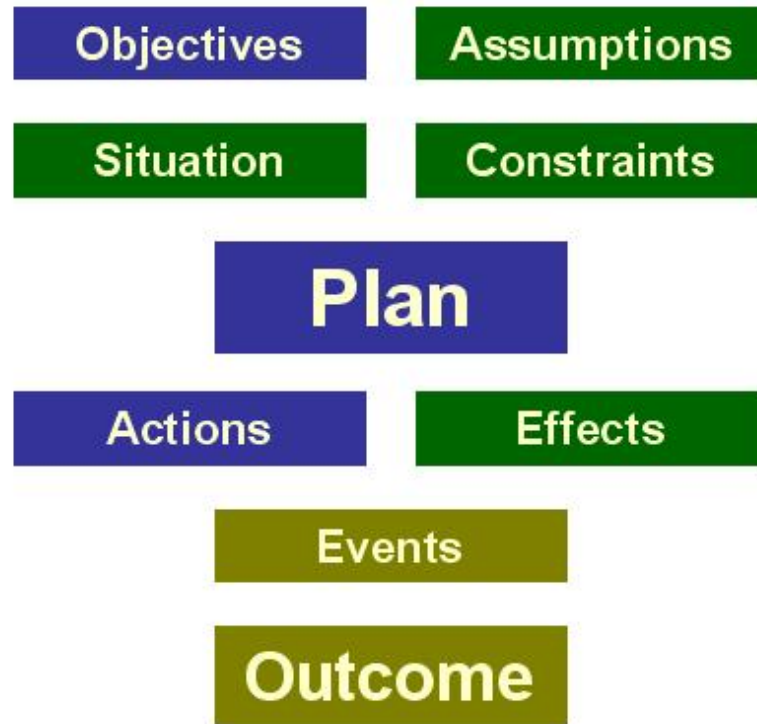 Objectives
Assumptions
Situation
Constraints
Plan
Actions
Effects
Events
Outcome